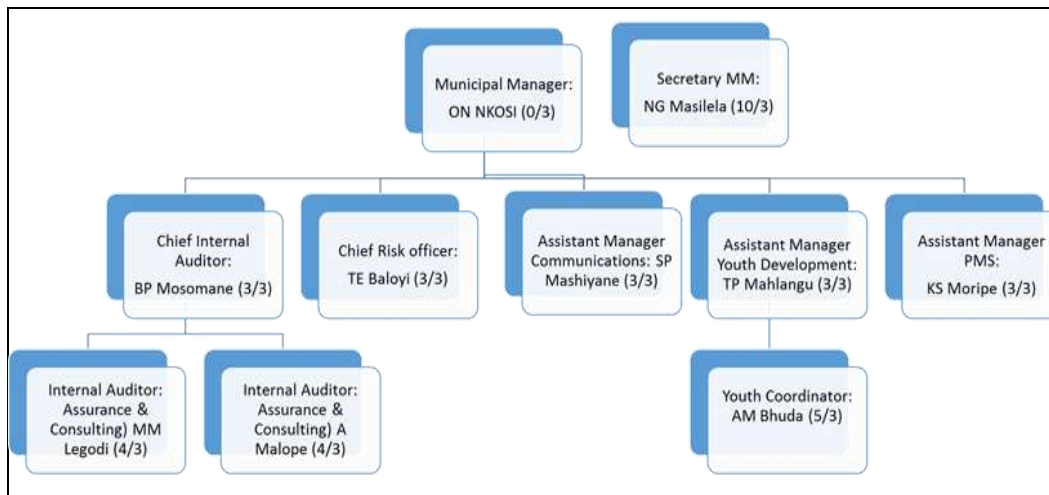 Municipal Manager:
ON NKOSI (0/3)
Secretary MM:
NG Masilela (10/3)
Chief Internal
Auditor:
BP Mosomane (3/3)
Chief Risk officer:
TE Baloyi (3/3)
Assistant Manager
Communications: SP
Mashiyane (3/3)
Assistant Manager
Youth Development:
TP Mahlangu (3/3)
Assistant Manager
PMS:
KS Moripe (3/3)
Internal Auditor:
Assurance &
Consulting) MM
Legodi (4/3)
Internal Auditor:
Assurance &
Consulting) A
Malope (4/3)
Youth Coordinator:
AM Bhuda (5/3)